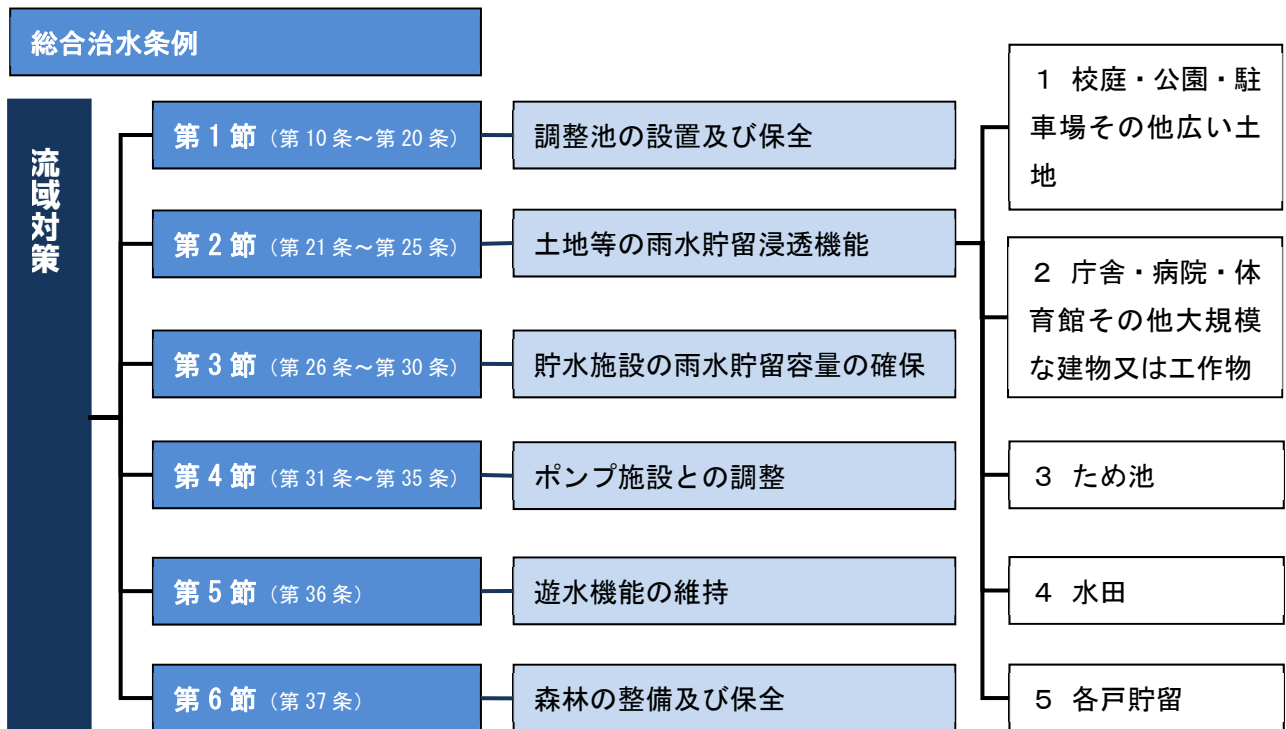 総合治水条例
流域対策
第1節（第10条～第20条）
調整池の設置及び保全
第2節（第21条～第25条）
土地等の雨水貯留浸透機能
第3節（第26条～第30条）
貯水施設の雨水貯留容量の確保
第4節（第31条～第35条）
ポンプ施設との調整
第5節（第36条）
遊水機能の維持
第6節（第37条）
森林の整備及び保全
1 校庭・公園・駐
車場その他広い土
地
2 庁舎・病院・体
育館その他大規模
な建物又は工作物
3 ため池
4 水田
5 各戸貯留